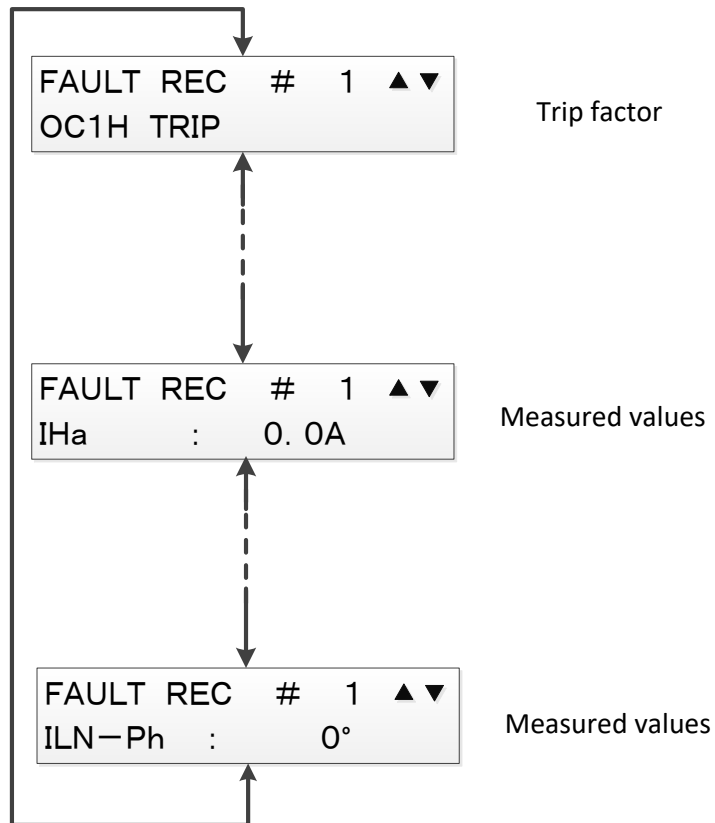 FAULT REC # 1 ▲▼
OC1H TRIP
Trip factor
FAULT REC # 1 ▲▼
IHa : 0. 0A
Measured values
FAULT REC # 1 ▲▼
ILN－Ph : 0°
Measured values